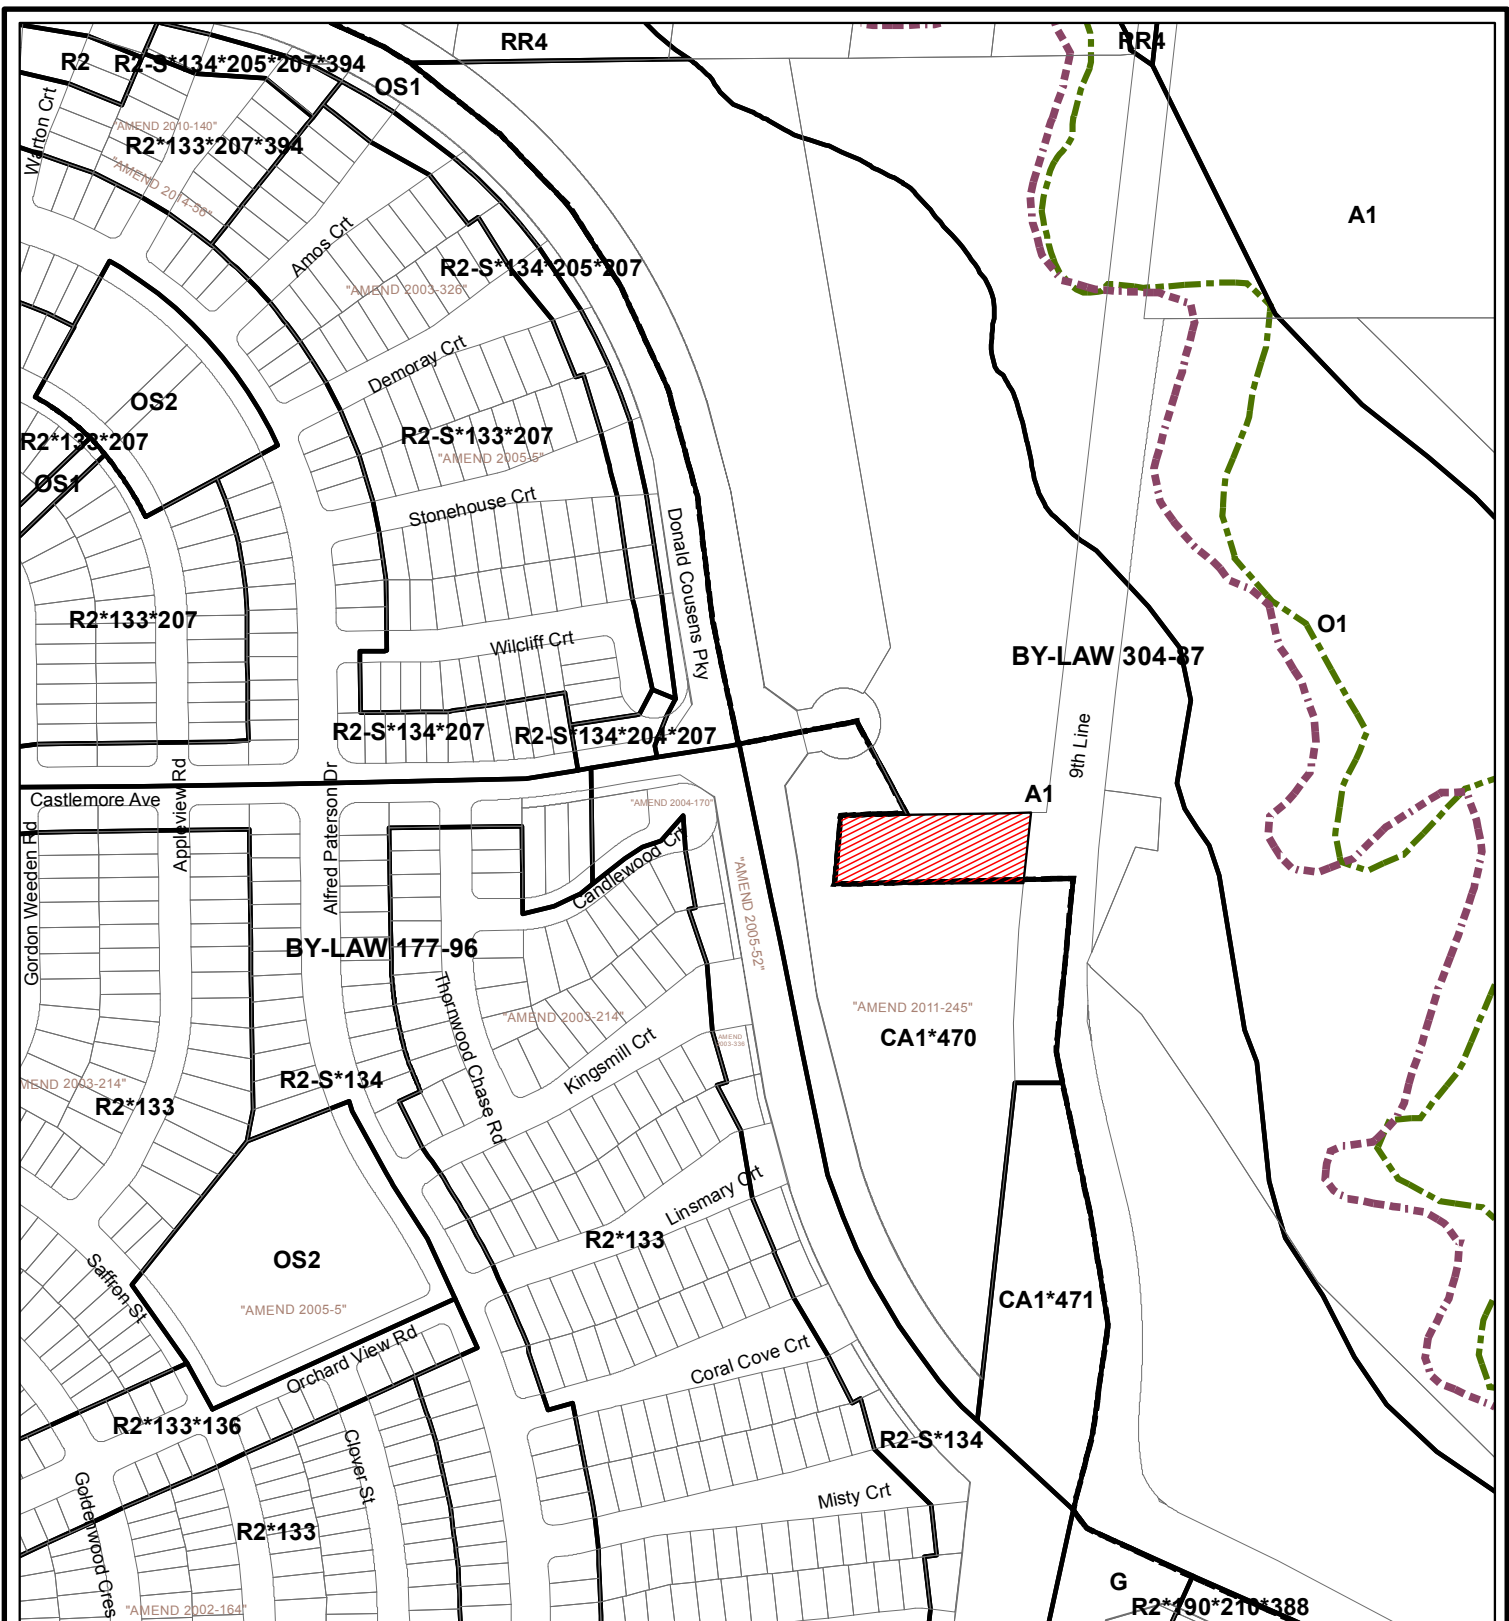 RR4
RR4
R2
R2-S*134*205*207*394
OS1
Warton Crt
"AMEND 2010-140"
R2*133*207*394
"AMEND 2014-56"
A1
Amos Crt
R2-S*134*205*207
"AMEND 2003-326"
Demoray Crt
OS2
R2*133*207
R2-S*133*207
"AMEND 2005-5"
OS1
Stonehouse Crt
Donald Cousens Pky
R2*133*207
O1
Wilcliff Crt
BY-LAW 304-87
R2-S*134*207
R2-S*134*204*207
9th Line
Castlemore Ave
Appleview Rd
Alfred Paterson Dr
"AMEND 2004-170"
A1
Gordon Weeden Rd
Candlewood Crt
"AMEND 2005-52"
BY-LAW 177-96
Thornwood Chase Rd
"AMEND 2003-214"
"AMEND 2011-245"
CA1*470
Kingsmill Crt
MEND 2003-214"
R2-S*134
R2*133
Linsmary Crt
R2*133
OS2
Saffron St
"AMEND 2005-5"
CA1*471
Orchard View Rd
Coral Cove Crt
R2*133*136
R2-S*134
Clover St
Goldenwood Cres
Misty Crt
R2*133
G
R2*190*210*388
"AMEND 2002-164"